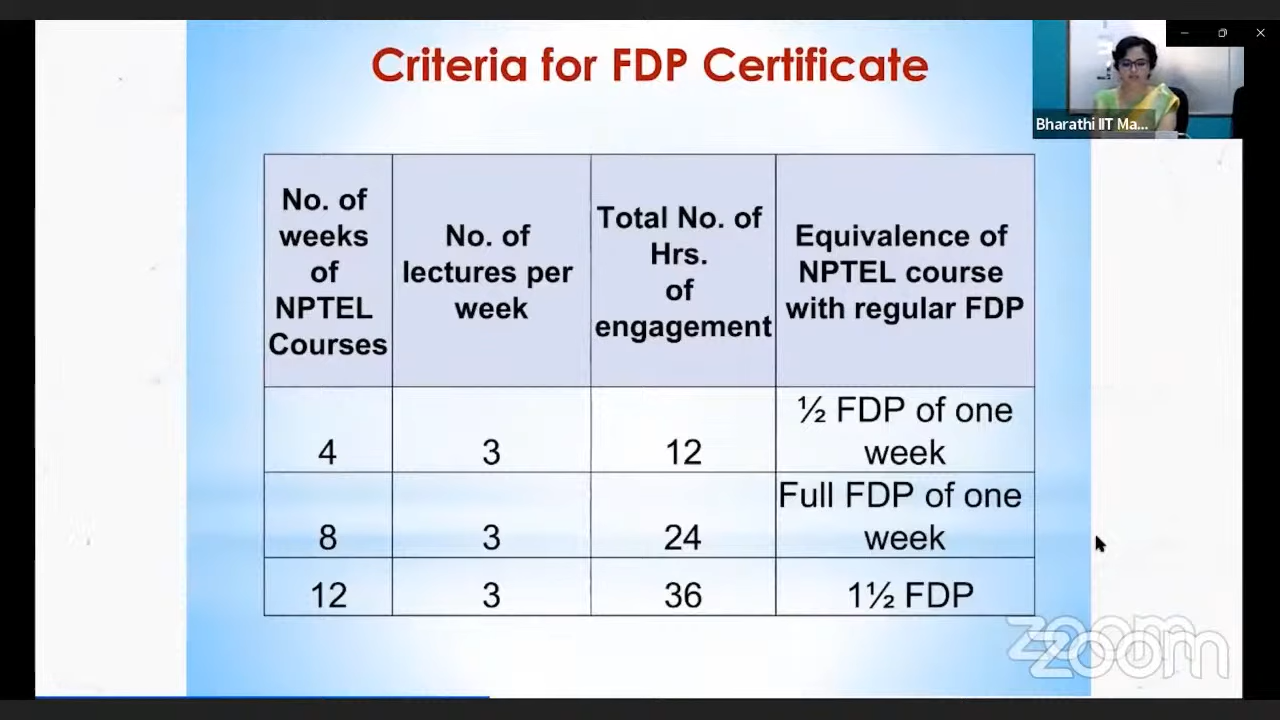 Criteria for FDP Certificate
Bharathi IIT Ma...
No. of
weeks
of
NPTEL
Courses
No. of
lectures per
week
Total No. of
Hrs.
of
engagement
Equivalence of
NPTEL course
with regular FDP
4
3
12
½ FDP of one
week
8
3
24
Full FDP of one
week
12
3
36
1½ FDP
zoom
zoom